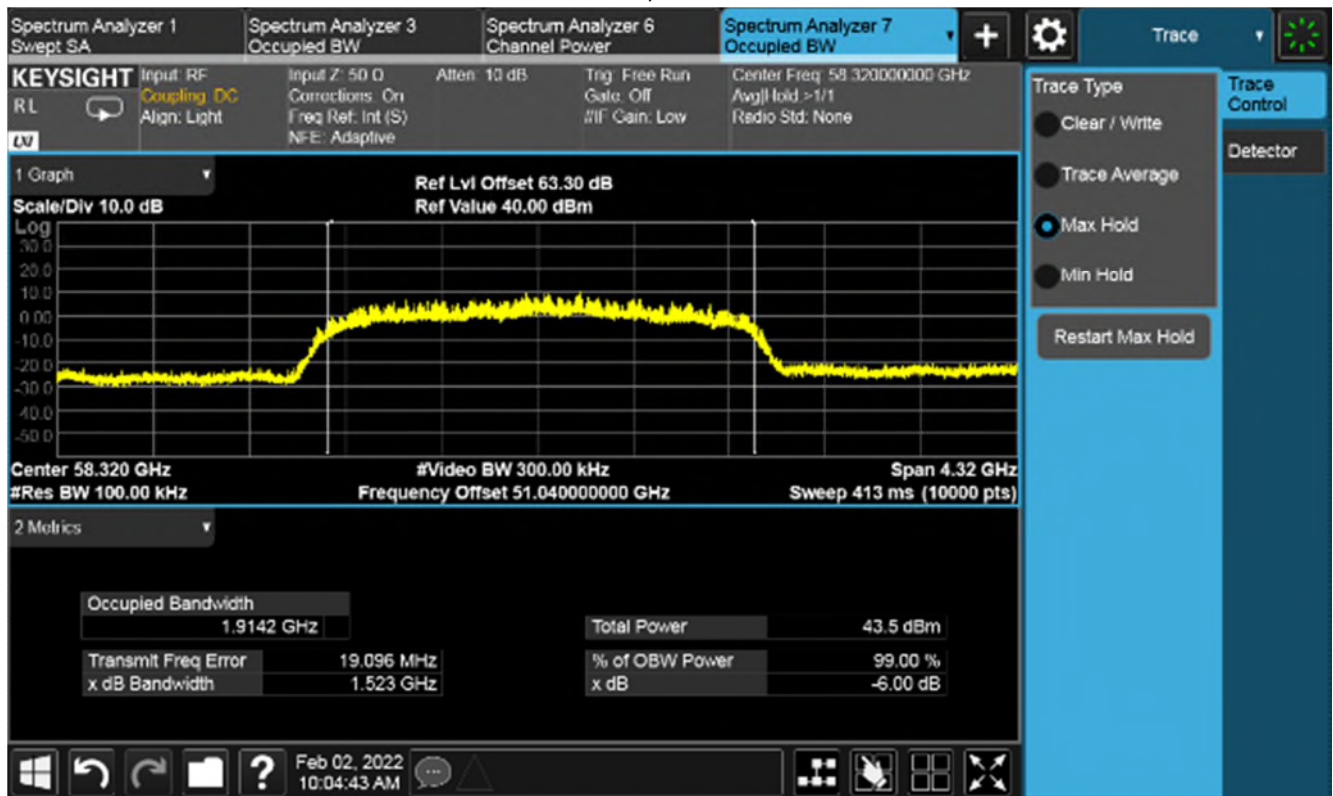 Spectrum Analyzer 1
Swept SA
Spectrum Analyzer 3
Occupied BW
Spectrum Analyzer 6
Channel Power
Spectrum Analyzer 7
Occupied BW
+
Trace
KEYSIGHT
RL
LXI
Input: RF
Coupling: DC
Align: Light
Input Z: 50 Ω
Corrections: On
Freq Ref: Int (S)
NFE: Adaptive
Atten: 10 dB
Trig: Free Run
Gate: Off
#IF Gain: Low
Center Freq: 58.320000000 GHz
Avg|Hold:>1/1
Radio Std: None
1 Graph
Scale/Div 10.0 dB
Ref Lvl Offset 63.30 dB
Ref Value 40.00 dBm
Log
30.0
20.0
10.0
0.00
-10.0
-20.0
-30.0
-40.0
-50.0
Center 58.320 GHz
#Res BW 100.00 kHz
#Video BW 300.00 kHz
Frequency Offset 51.040000000 GHz
Span 4.32 GHz
Sweep 413 ms (10000 pts)
2 Metrics
Occupied Bandwidth
1.9142 GHz
Transmit Freq Error 19.096 MHz
x dB Bandwidth 1.523 GHz
Total Power 43.5 dBm
% of OBW Power 99.00 %
x dB -6.00 dB
Trace Type
Clear / Write
Trace Average
Max Hold
Min Hold
Restart Max Hold
Trace
Control
Detector
?
Feb 02, 2022
10:04:43 AM